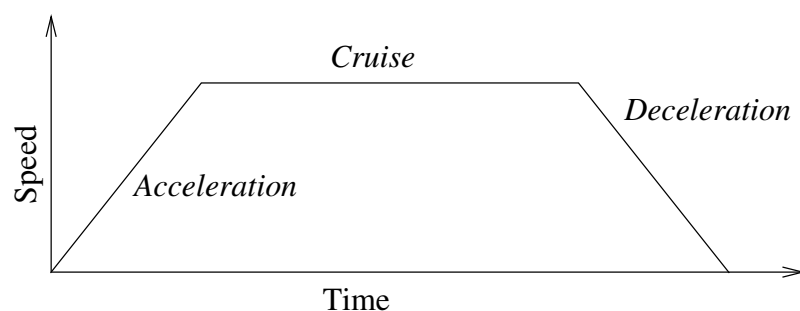 Cruise
Deceleration
Speed
Acceleration
Time